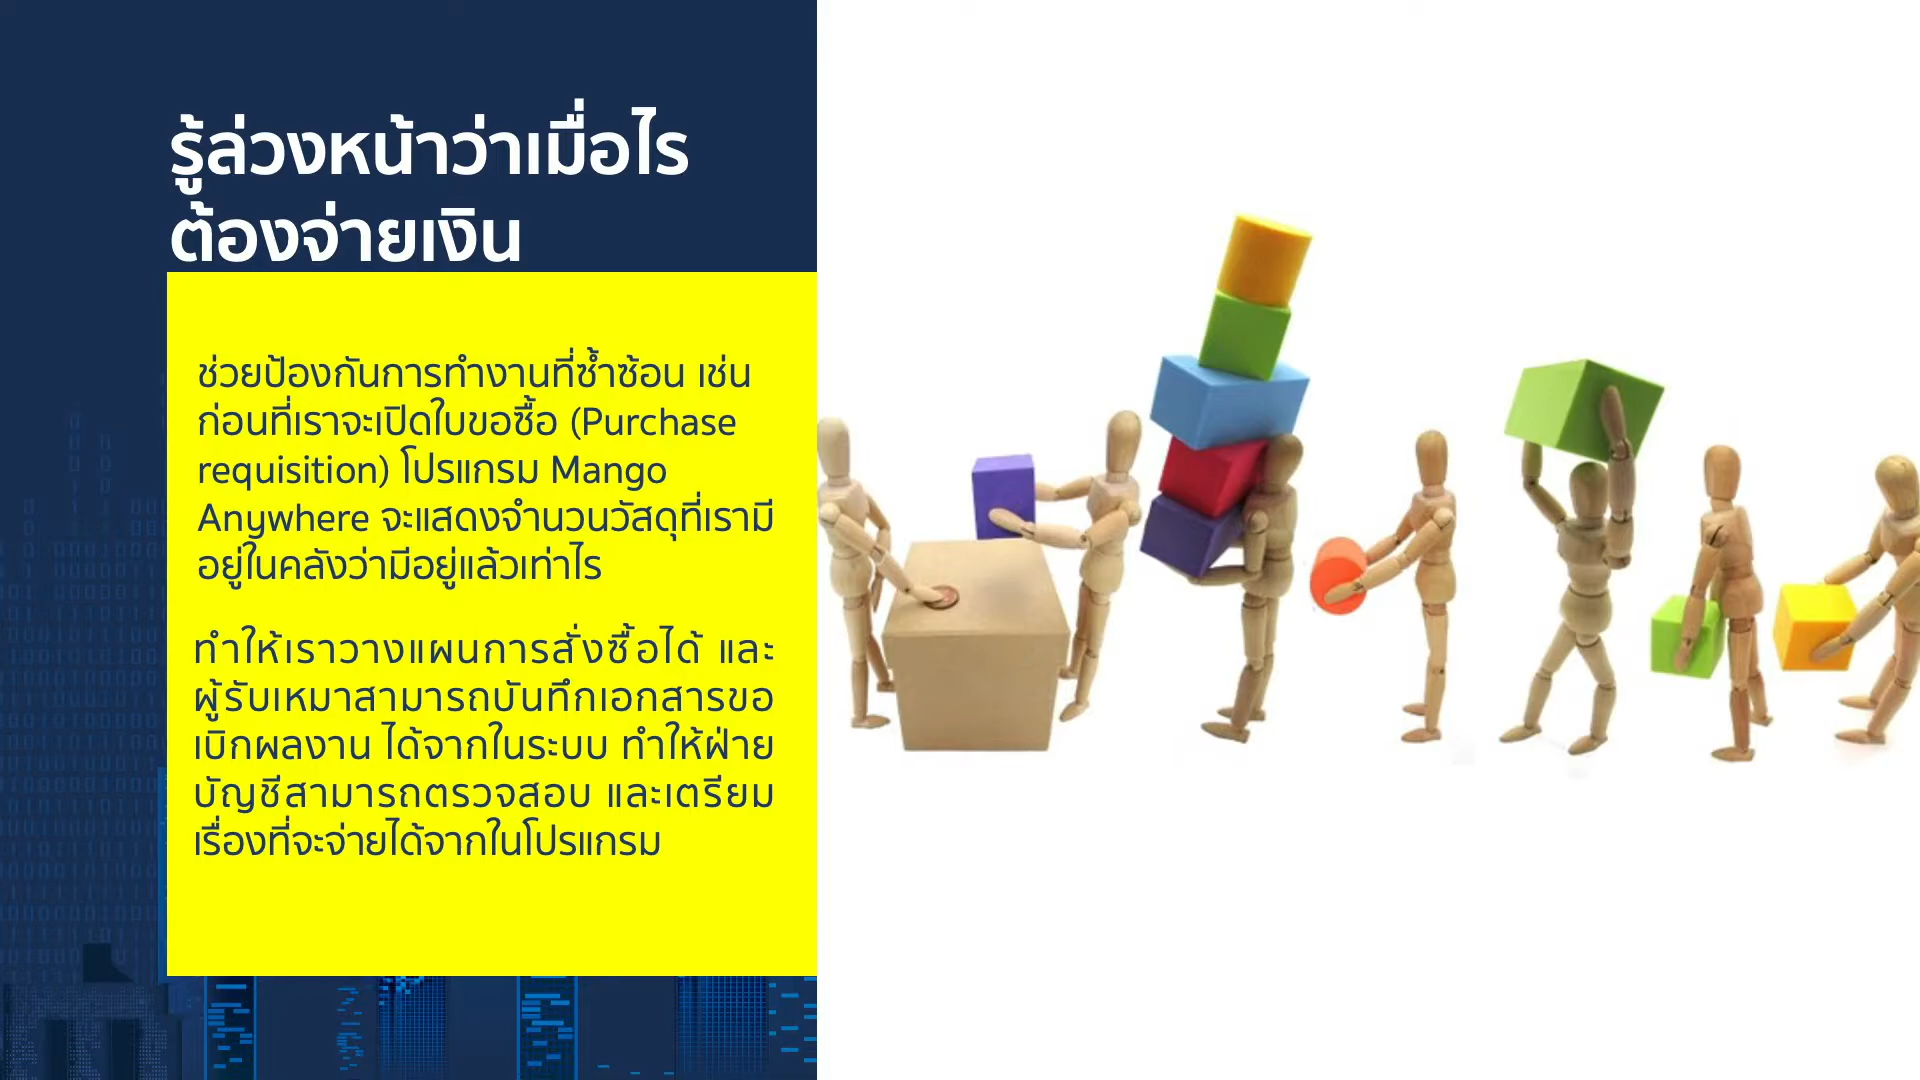 รู้ล่วงหน้าว่าเมื่อไร
ต้องจ่ายเงิน
ช่วยป้องกันการทำงานที่ซ้ำซ้อน เช่น
ก่อนที่เราจะเปิดใบขอซื้อ (Purchase
requisition) โปรแกรม Mango
Anywhere จะแสดงจำนวนวัสดุที่เรามี
อยู่ในคลังว่ามีอยู่แล้วเท่าไร
ทำให้เราวางแผนการสั่งซื้อได้ และ
ผู้รับเหมาสามารถบันทึกเอกสารขอ
เบิกผลงาน ได้จากในระบบ ทำให้ฝ่าย
บัญชีสามารถตรวจสอบ และเตรียม
เรื่องที่จะจ่ายได้จากในโปรแกรม